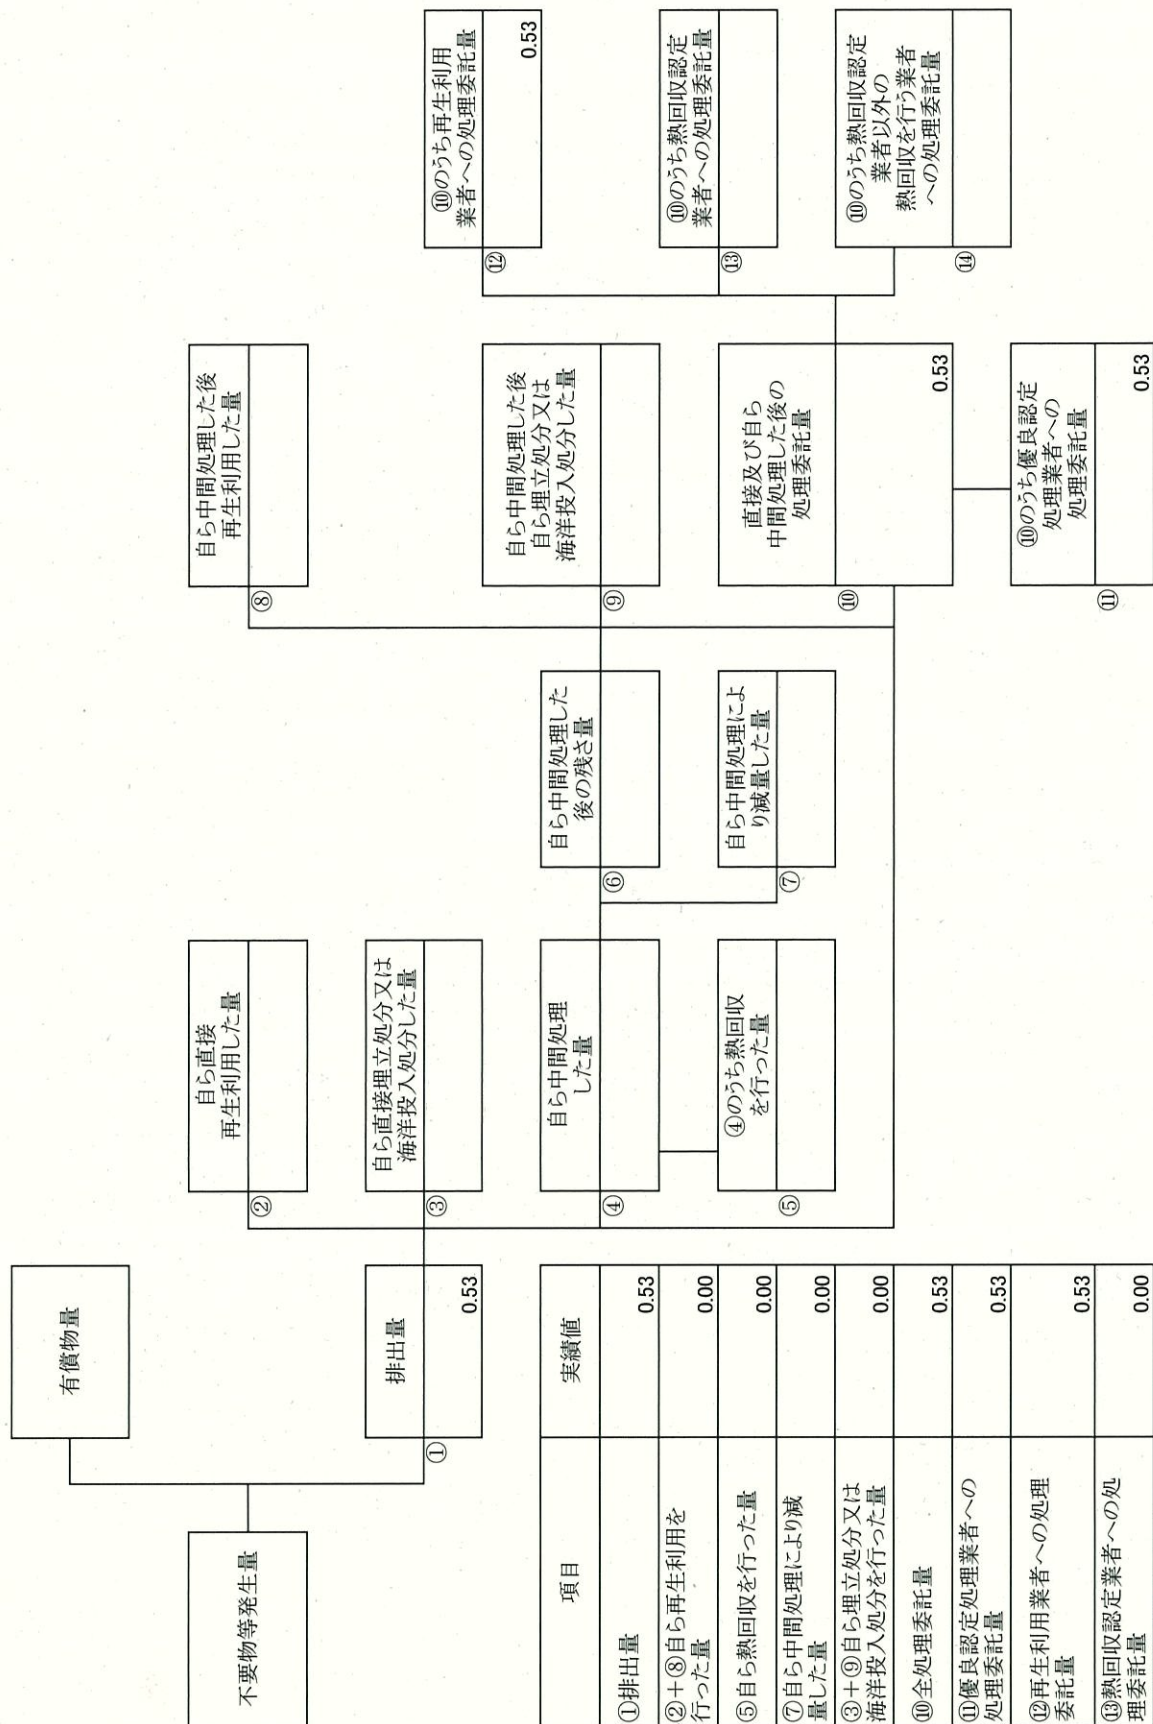 不要物等発生量
有償物量
排出量
①
0.53
自ら直接
再生利用した量
②
自ら直接埋立処分又は
海洋投入処分した量
③
自ら中間処理
した量
④
④のうち熱回収
を行った量
⑤
自ら中間処理した
後の残さ量
⑥
自ら中間処理によ
り減量した量
⑦
自ら中間処理した後
再生利用した量
⑧
自ら中間処理した後
自ら埋立処分又は
海洋投入処分した量
⑨
直接及び自ら
中間処理した後の
処理委託量
⑩
0.53
⑩のうち優良認定
処理業者への
処理委託量
⑪
0.53
⑩のうち再生利用
業者への処理委託量
⑫
0.53
⑩のうち熱回収認定
業者への処理委託量
⑬
⑩のうち熱回収認定
業者以外の
熱回収を行う業者
への処理委託量
⑭
項目
実績値
①排出量
0.53
②+⑧自ら再生利用を
行った量
0.00
⑤自ら熱回収を行った量
0.00
⑦自ら中間処理により減
量した量
0.00
③+⑨自ら埋立処分又は
海洋投入処分を行った量
0.00
⑩全処理委託量
0.53
⑪優良認定処理業者への
処理委託量
0.53
⑫再生利用業者への処理
委託量
0.53
⑬熱回収認定業者への処
理委託量
0.00